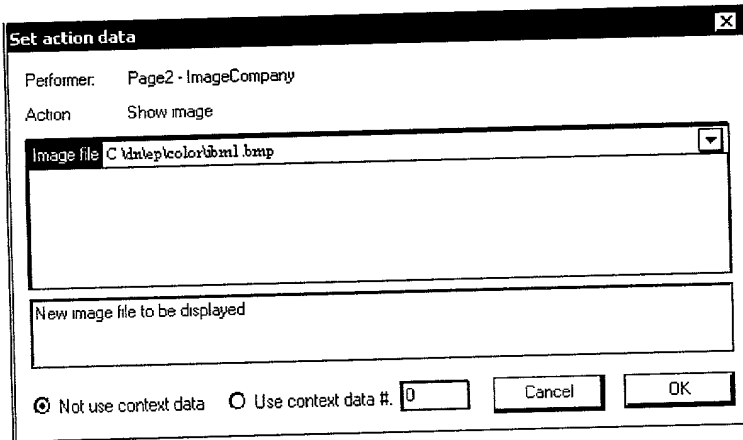 Set action data
Performer: Page2 - ImageCompany
Action Show image
Image file C \dn\ep\color\ibm1.bmp
New image file to be displayed
Not use context data Use context data #. 0 Cancel OK